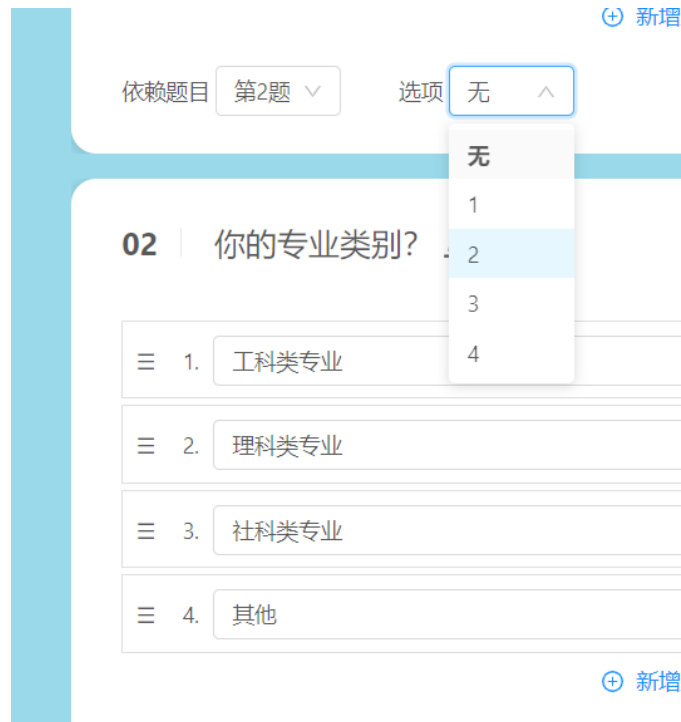 新增
依赖题目 第2题 选项 无
无
1
02 你的专业类别?
2
3
4
1. 工科类专业
2. 理科类专业
3. 社科类专业
4. 其他
新增